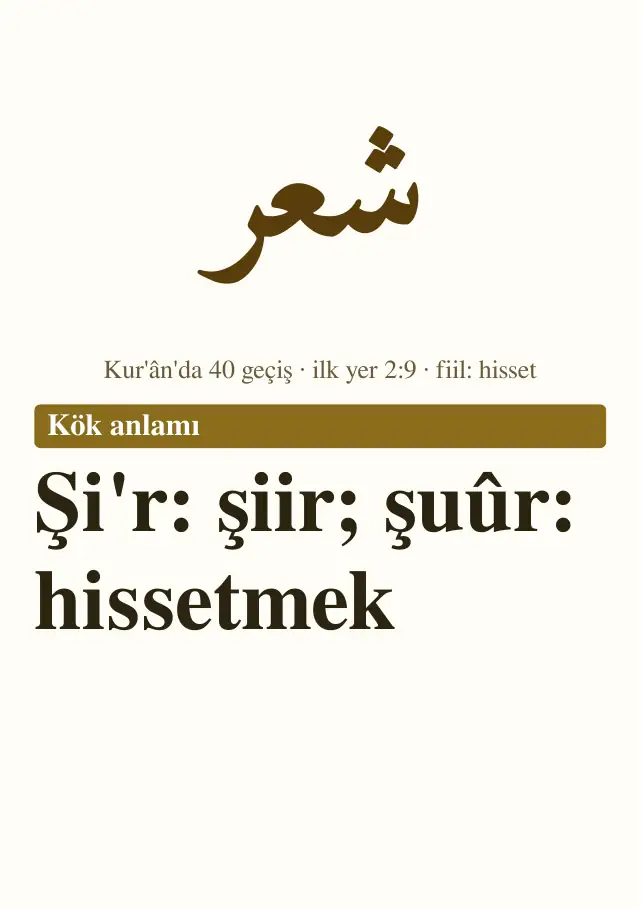 شعر
Kur'ân'da 40 geçiş · ilk yer 2:9 · fiil: hisset
Kök anlamı
Şi'r: şiir; şuûr:
hissetmek